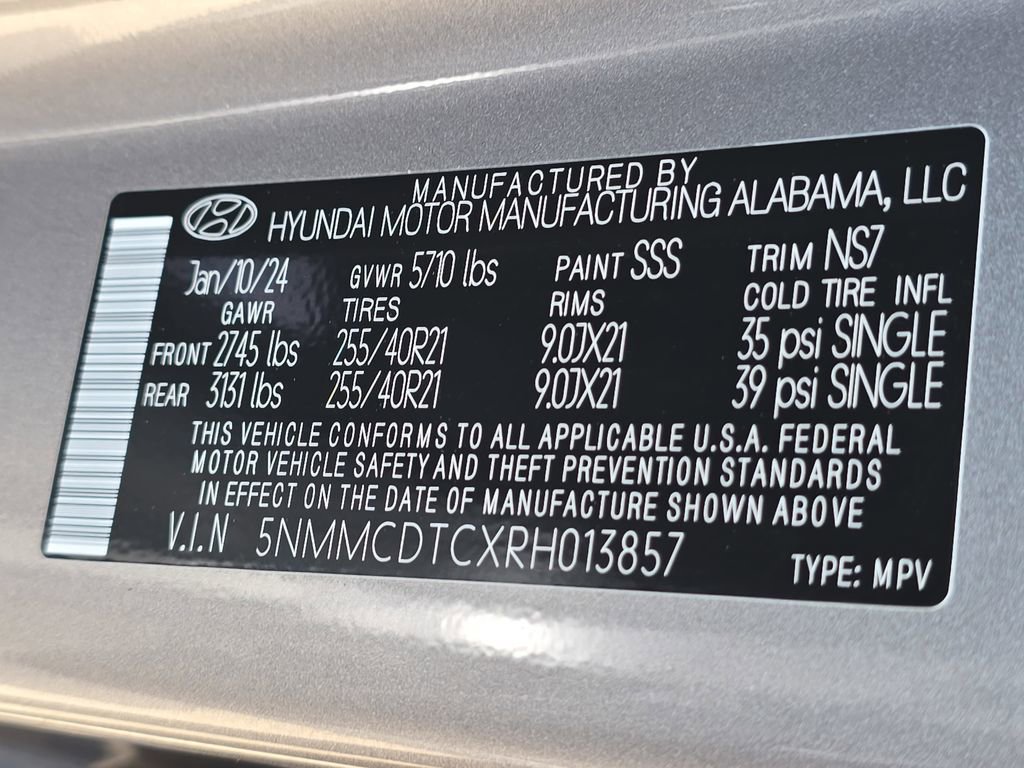 MANUFACTURED BY
HYUNDAI MOTOR MANUFACTURING ALABAMA, LLC
Jan/10/24 GVWR 5710 lbs PAINT SSS TRIM NS7
GAWR TIRES RIMS COLD TIRE INFL
FRONT 2745 lbs 255/40R21 9.0JX21 35 psi SINGLE
REAR 3131 lbs 255/40R21 9.0JX21 39 psi SINGLE
THIS VEHICLE CONFORMS TO ALL APPLICABLE U.S.A. FEDERAL
MOTOR VEHICLE SAFETY AND THEFT PREVENTION STANDARDS
IN EFFECT ON THE DATE OF MANUFACTURE SHOWN ABOVE
V.I.N 5NMMCDTCXRH013857
TYPE: MPV